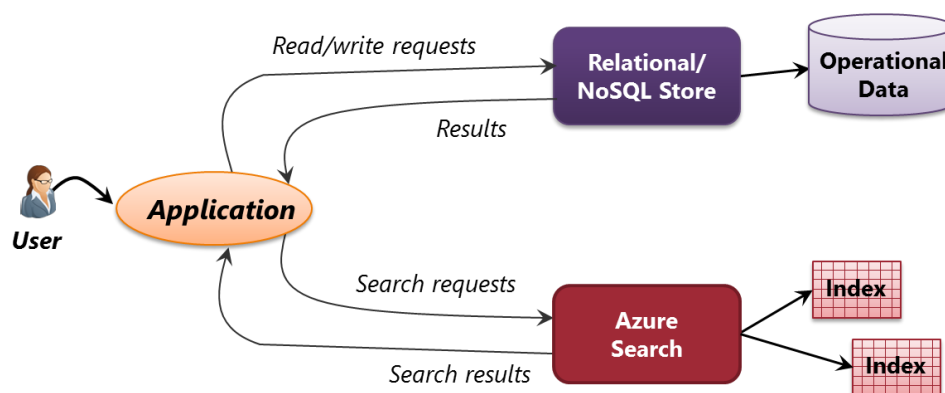 Read/write requests
Relational/
NoSQL Store
Operational
Data
Results
User
Application
Search requests
Azure
Search
Search results
Index
Index